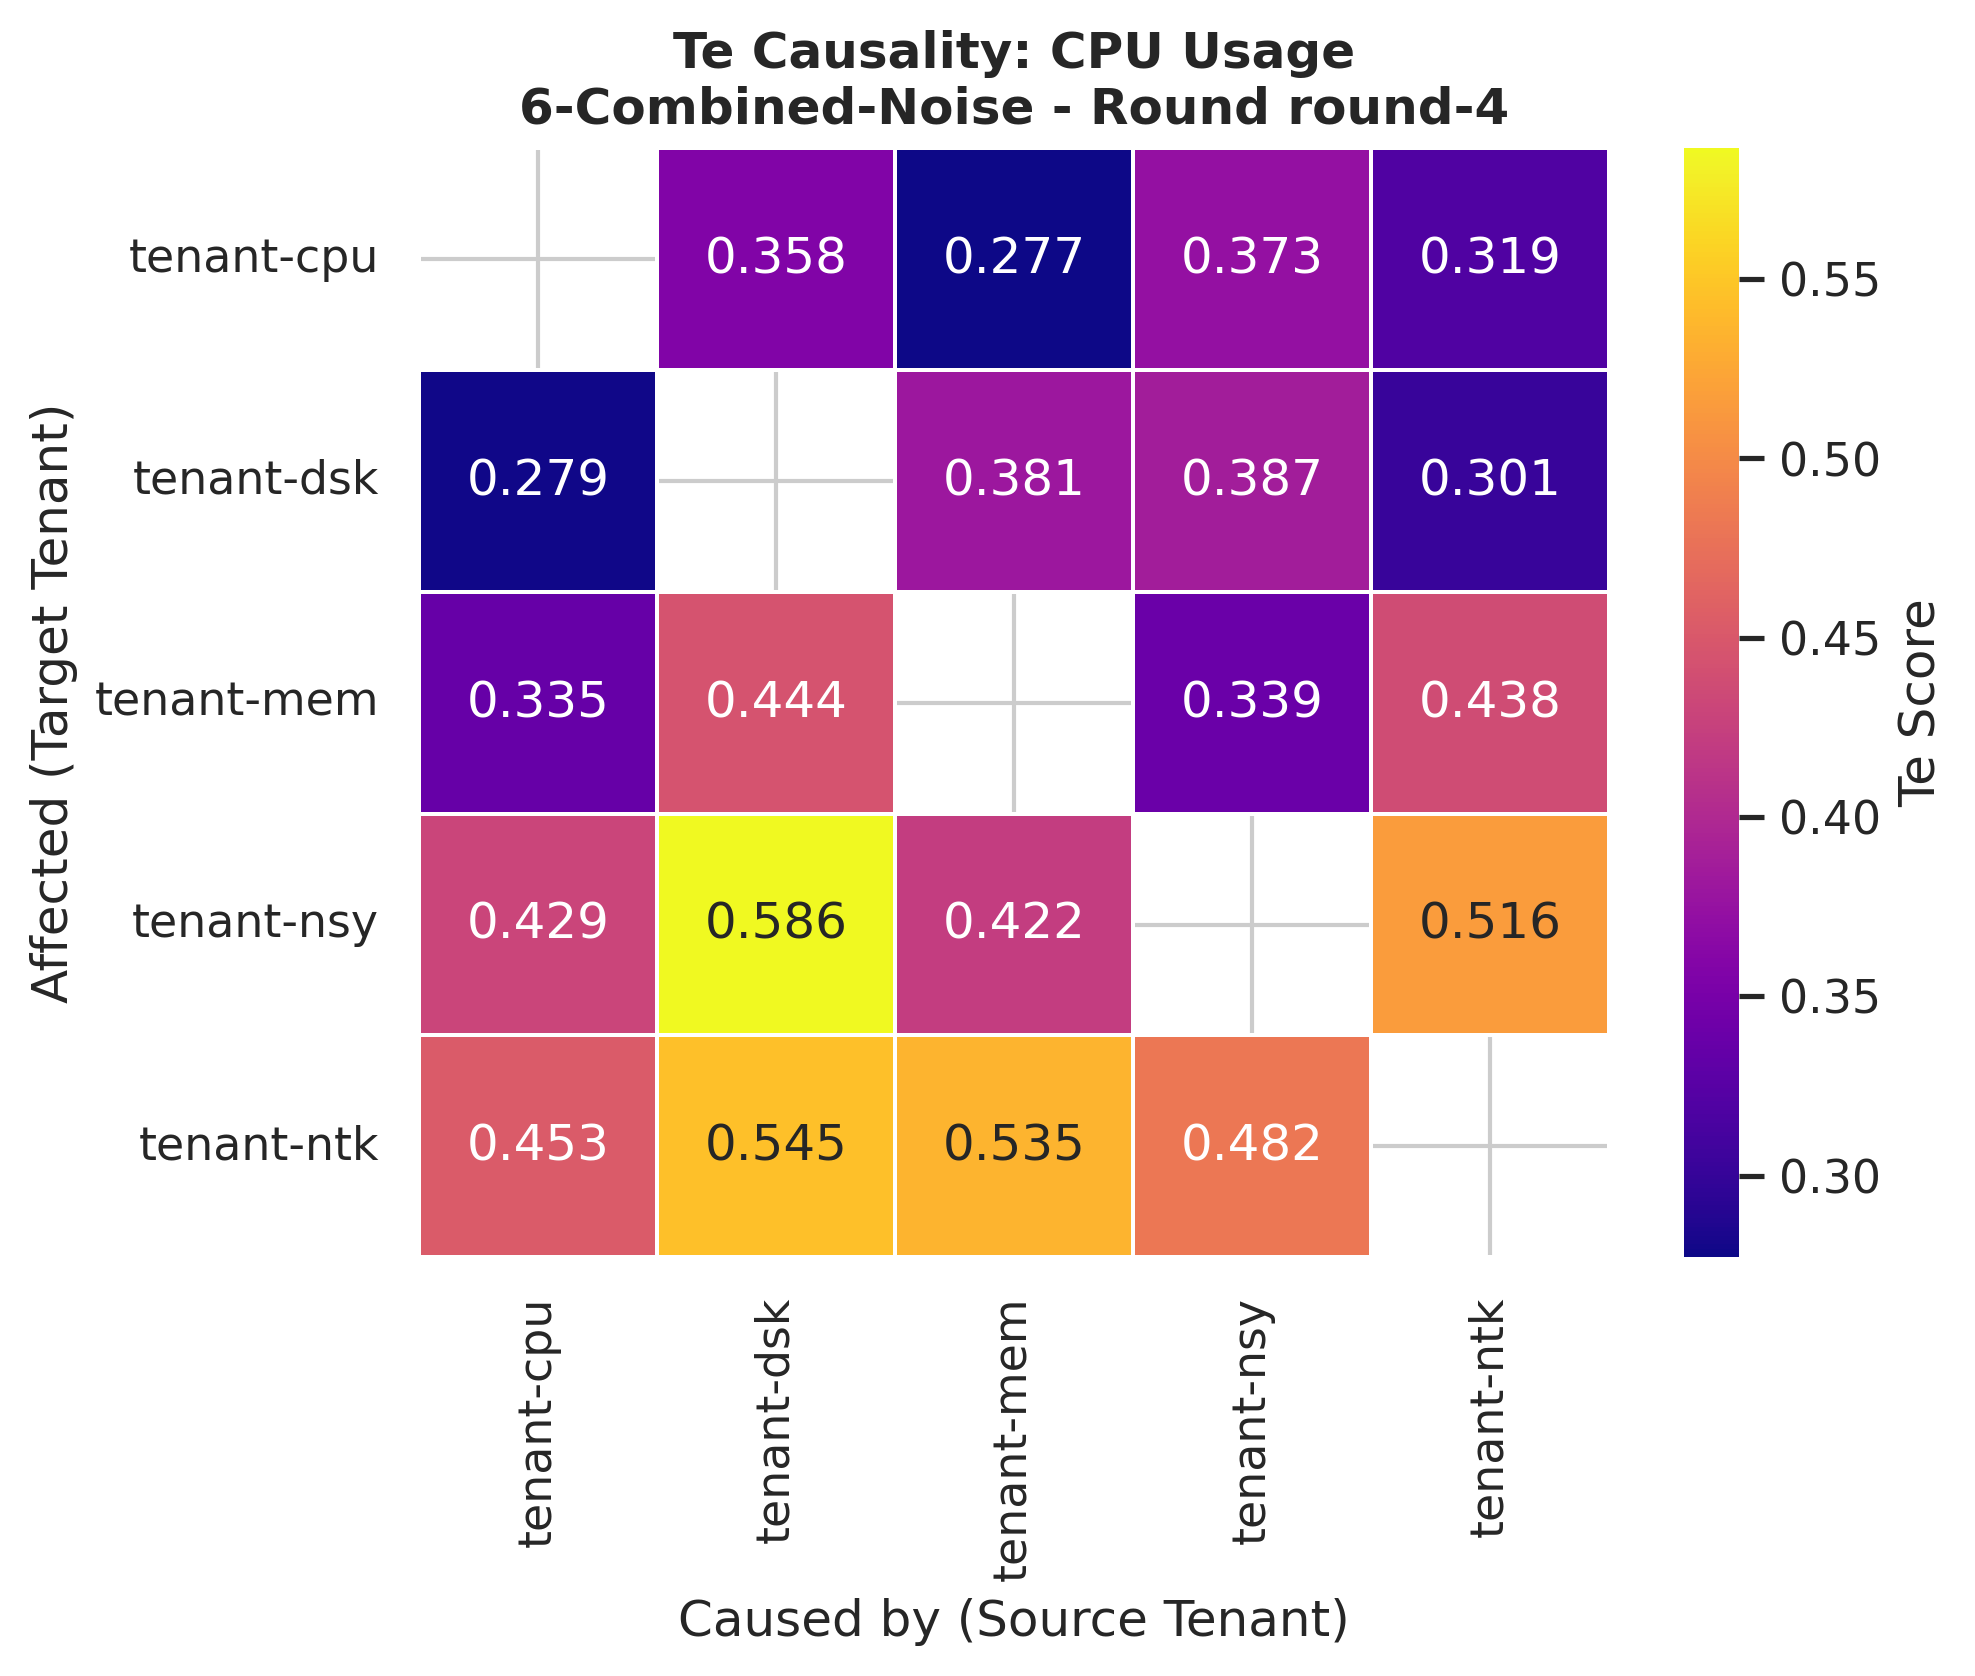 Te Causality: CPU Usage
6-Combined-Noise - Round round-4
tenant-cpu
0.358
0.277
0.373
0.319
tenant-dsk
0.279
0.381
0.387
0.301
tenant-mem
0.335
0.444
0.339
0.438
tenant-nsy
0.429
0.586
0.422
0.516
tenant-ntk
0.453
0.545
0.535
0.482
Affected (Target Tenant)
tenant-cpu
tenant-dsk
tenant-mem
tenant-nsy
tenant-ntk
Caused by (Source Tenant)
0.55
0.50
0.45
0.40
0.35
0.30
Te Score